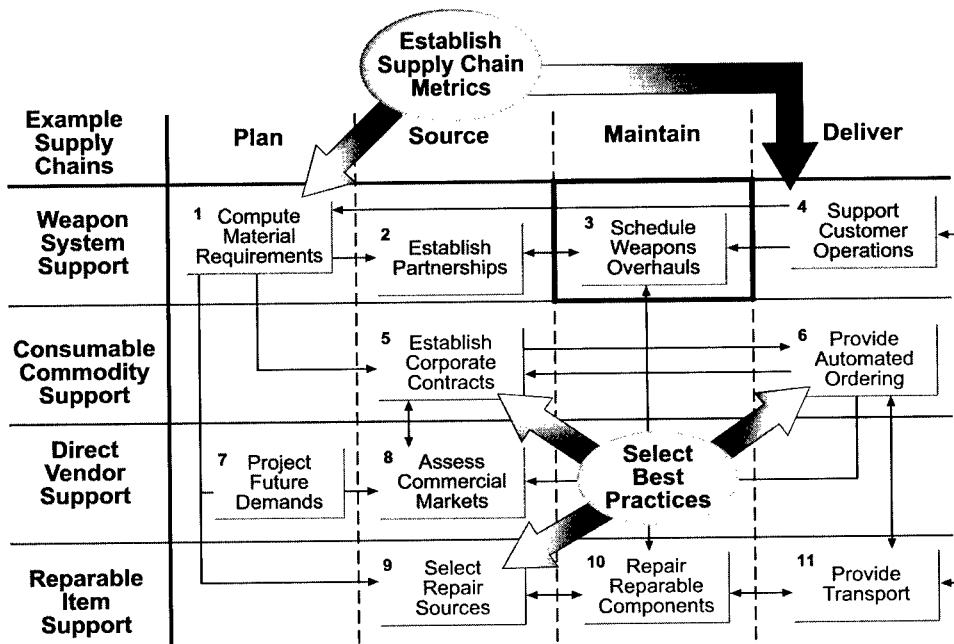 Establish
Supply Chain
Metrics
Example
Supply
Chains
Plan
Source
Maintain
Deliver
Weapon
System
Support
1 Compute
Material
Requirements
2 Establish
Partnerships
3 Schedule
Weapons
Overhauls
4 Support
Customer
Operations
Consumable
Commodity
Support
5 Establish
Corporate
Contracts
6 Provide
Automated
Ordering
Direct
Vendor
Support
7 Project
Future
Demands
8 Assess
Commercial
Markets
Select
Best
Practices
Reparable
Item
Support
9 Select
Repair
Sources
10 Repair
Reparable
Components
11 Provide
Transport